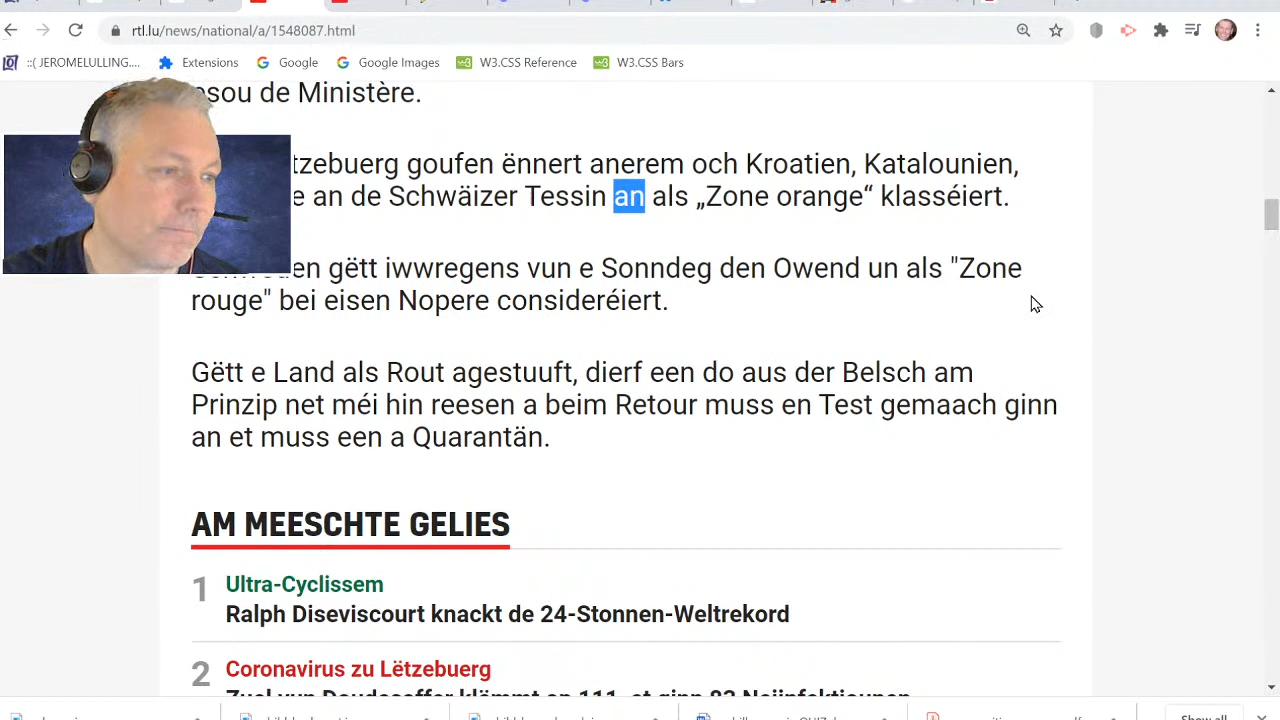 rtl.lu/news/national/a/1548087.html
::( JEROMELULLING.... Extensions Google Google Images W3.CSS Reference W3.CSS Bars
de Ministère.
goufen ënnert anerem och Kroatien, Katalounien,
an de Schwäizer Tessin an als „Zone orange“ klasséiert.
gëtt iwwregens vun e Sonndeg den Owend un als "Zone
rouge" bei eisen Nopere consideréiert.
Gëtt e Land als Rout agestuuft, dierf een do aus der Belsch am
Prinzip net méi hin reesen a beim Retour muss en Test gemaach ginn
an et muss een a Quarantän.
AM MEESCHTE GELIES
1 Ultra-Cyclissem
Ralph Diseviscourt knackt de 24-Stonnen-Weltrekord
2 Coronavirus zu Lëtzebuerg
Show all